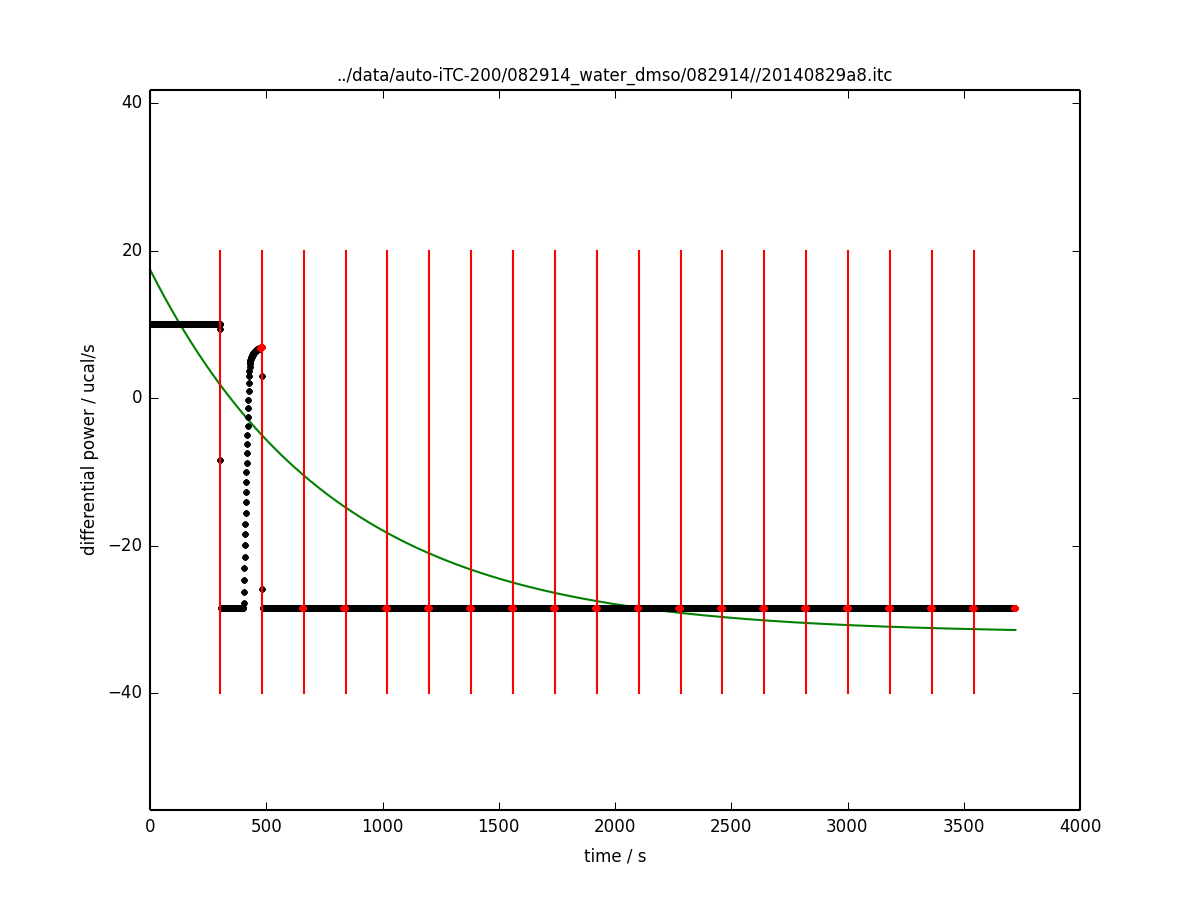 ../data/auto-iTC-200/082914_water_dmso/082914//20140829a8.itc
40
20
0
−20
−40
differential power / ucal/s
0 500 1000 1500 2000 2500 3000 3500 4000
time / s